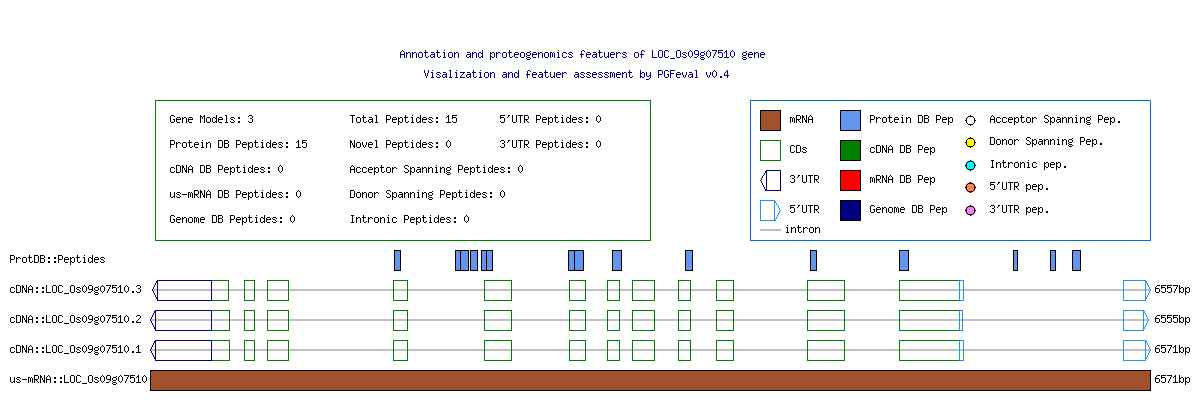 Annotation and proteogenomics featuers of LOC_Os09g07510 gene
Visalization and featuer assessment by PGFeval v0.4
Gene Models: 3 Total Peptides: 15 5'UTR Peptides: 0
Protein DB Peptides: 15 Novel Peptides: 0 3'UTR Peptides: 0
cDNA DB Peptides: 0 Acceptor Spanning Peptides: 0
us-mRNA DB Peptides: 0 Donor Spanning Peptides: 0
Genome DB Peptides: 0 Intronic Peptides: 0
mRNA Protein DB Pep Acceptor Spanning Pep.
CDs cDNA DB Pep Donor Spanning Pep.
3'UTR mRNA DB Pep Intronic pep.
5'UTR Genome DB Pep 5'UTR pep.
intron 3'UTR pep.
ProtDB::Peptides
cDNA::LOC_Os09g07510.3 6557bp
cDNA::LOC_Os09g07510.2 6555bp
cDNA::LOC_Os09g07510.1 6571bp
us-mRNA::LOC_Os09g07510 6571bp